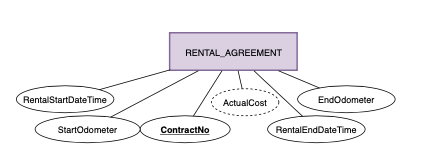 RENTAL_AGREEMENT
RentalStartDateTime
ActualCost
EndOdometer
StartOdometer
ContractNo
RentalEndDateTime